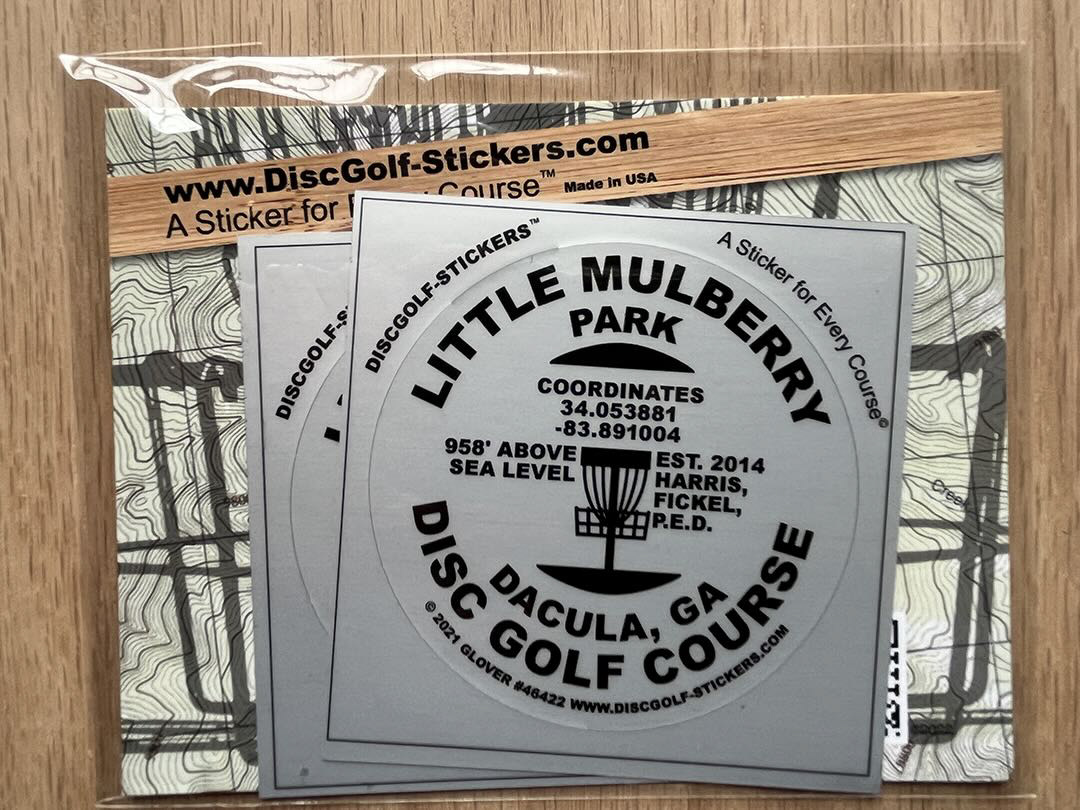 www.DiscGolf-Stickers.com
A Sticker for Course™ Made in USA
DISCGOLF-S
DISCGOLF-STICKERS™
A Sticker for Every Course©
LITTLE MULBERRY
PARK
COORDINATES
34.053881
-83.891004
958' ABOVE
SEA LEVEL
EST. 2014
HARRIS,
FICKEL,
P.E.D.
DACULA, GA
DISC GOLF COURSE
© 2021 GLOVER #46422 WWW.DISCGOLF-STICKERS.COM
Creek